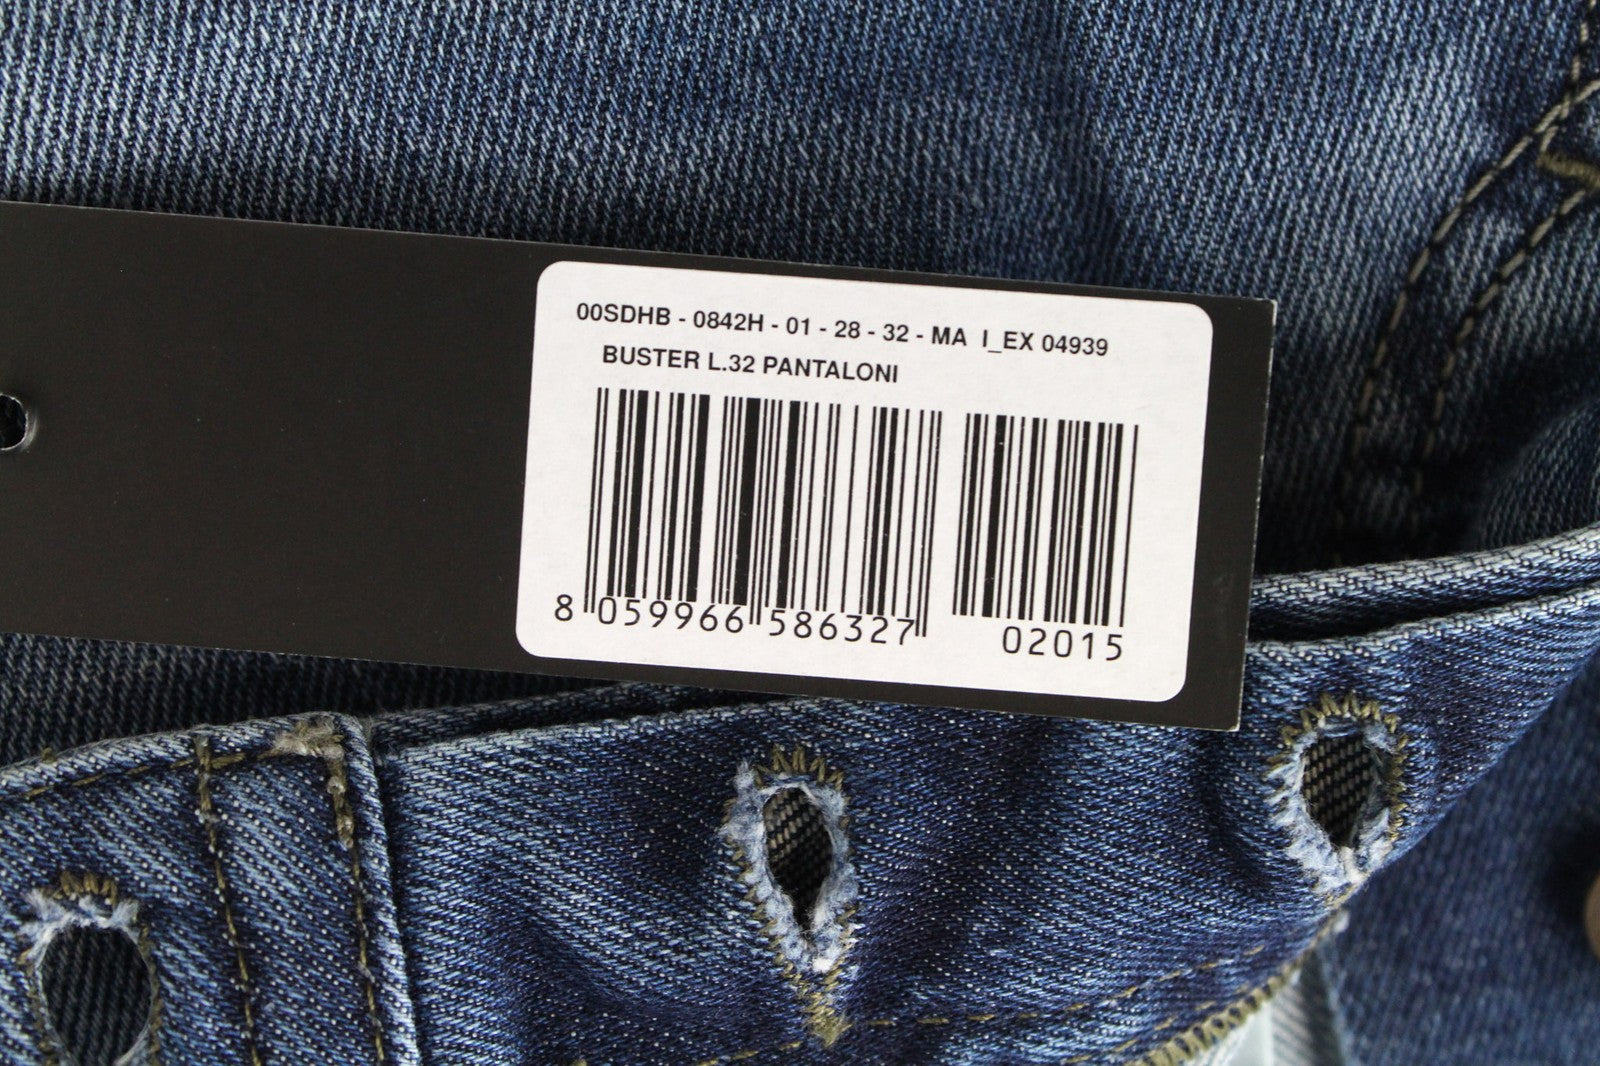 00SDHB - 0842H - 01 - 28 - 32 - MA I_EX 04939
BUSTER L.32 PANTALONI
8 059966 586327 02015